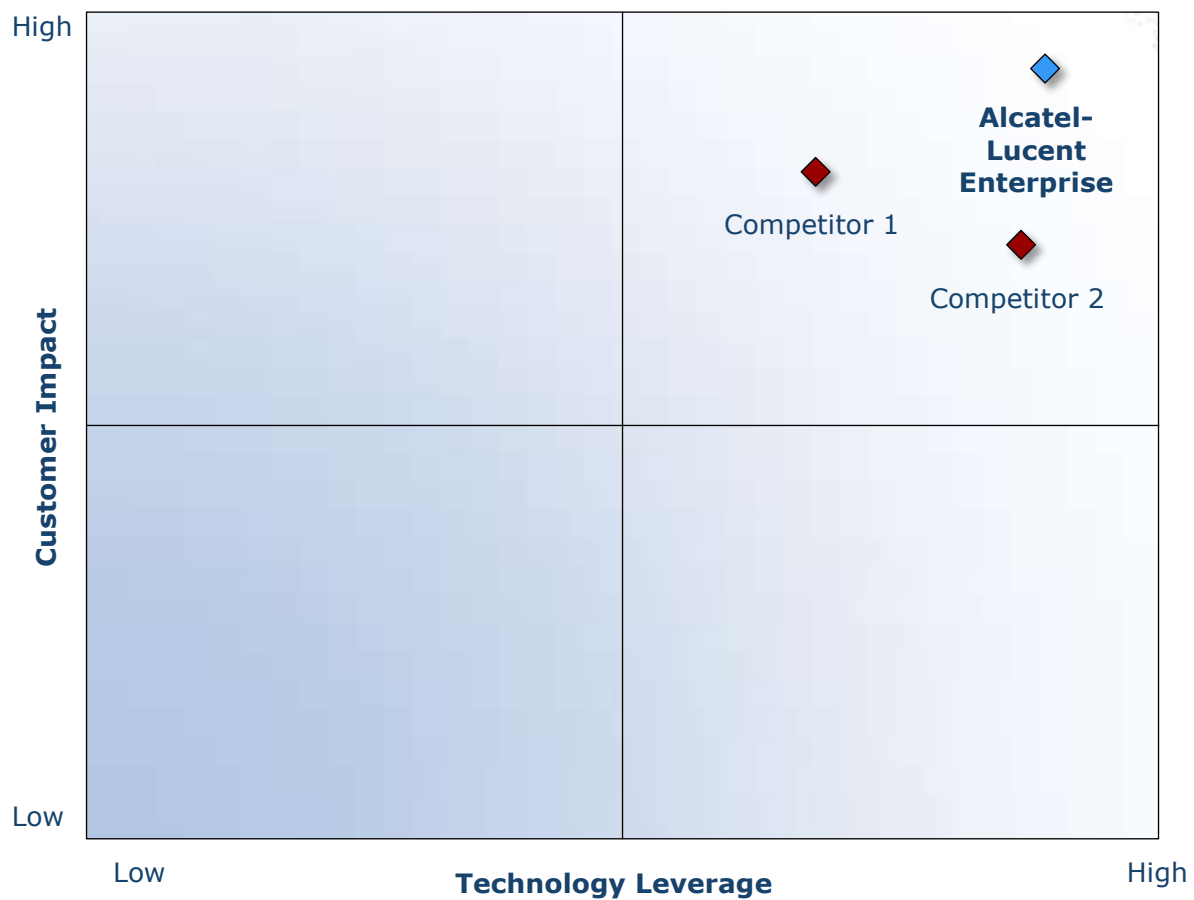 High
Alcatel-
Lucent
Enterprise
Competitor 1
Competitor 2
Customer Impact
Low
Low
Technology Leverage
High